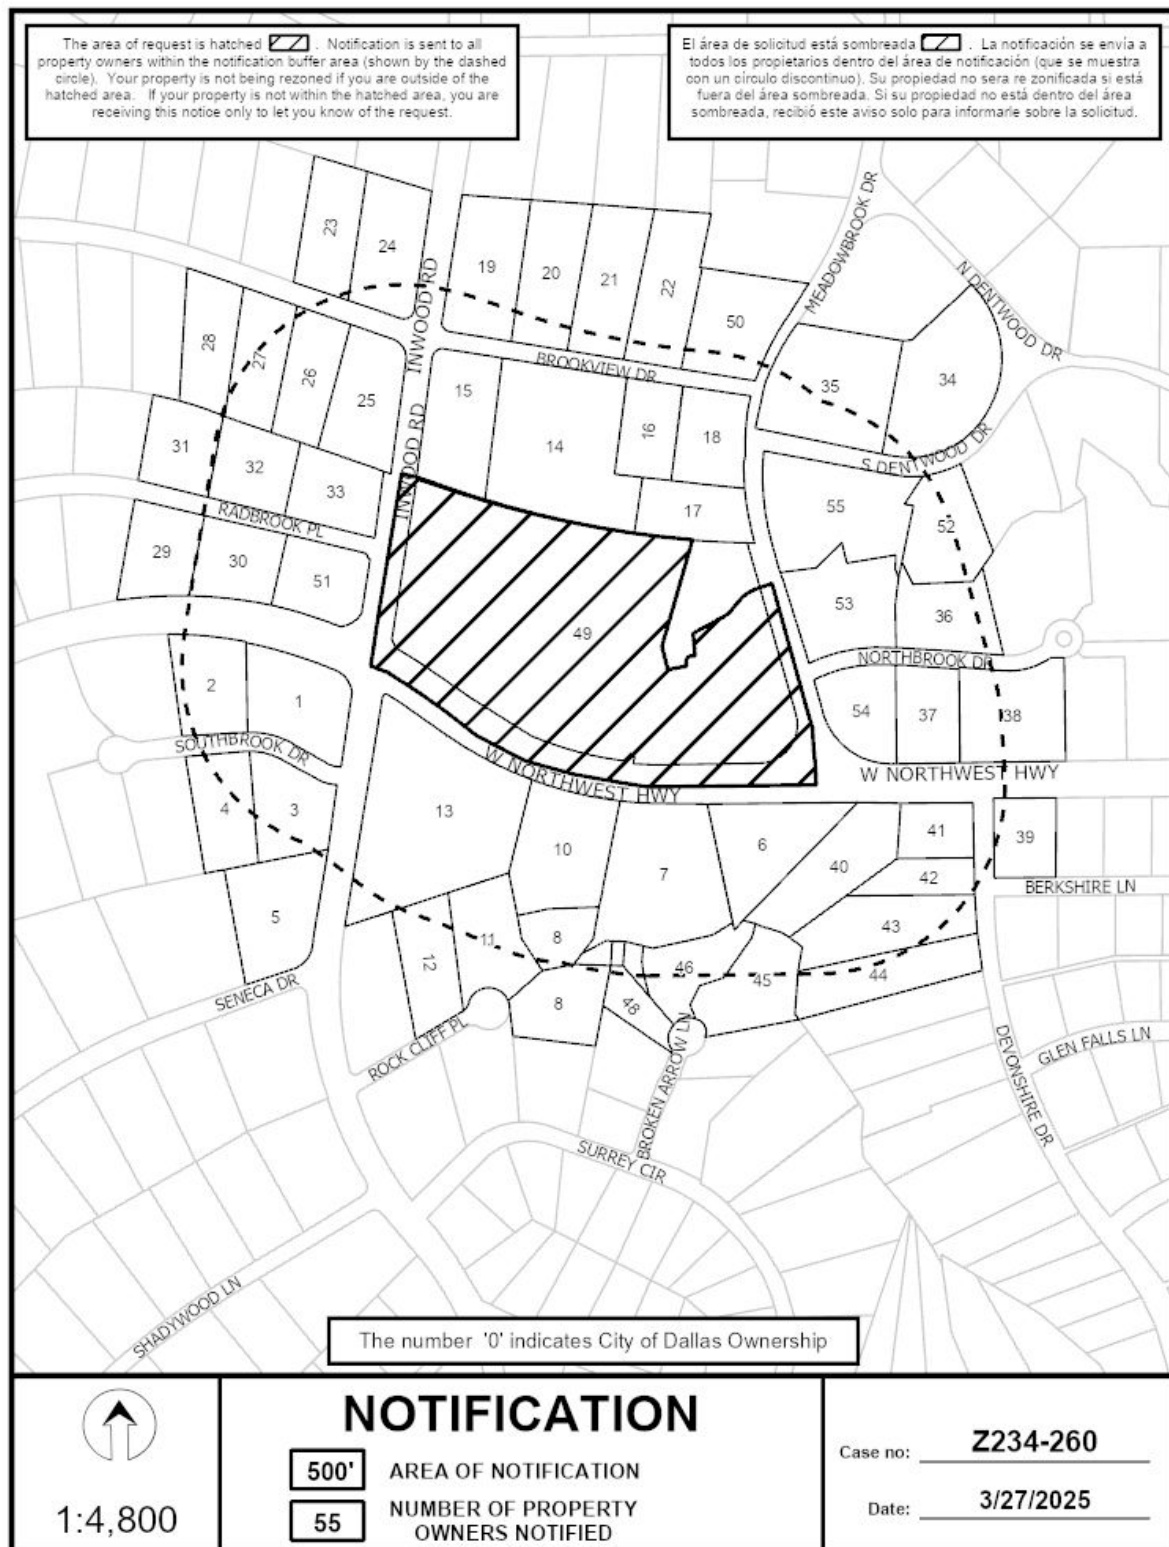 The area of request is hatched . Notification is sent to all
property owners within the notification buffer area (shown by the dashed
circle). Your property is not being rezoned if you are outside of the
hatched area. If your property is not within the hatched area, you are
receiving this notice only to let you know of the request.
El área de solicitud está sombreada . La notificación se envía a
todos los propietarios dentro del área de notificación (que se muestra
con un círculo discontinuo). Su propiedad no sera re zonificada si está
fuera del área sombreada. Si su propiedad no está dentro del área
sombreada, recibió este aviso solo para informarle sobre la solicitud.
MEADOWBROOK DR
N DENTWOOD DR
23
24
19
20
21
22
50
INWOOD RD
28
27
26
25
15
BROOKVIEW DR
35
34
14
16
18
S DENTWOOD DR
INWOOD RD
31
32
33
17
55
52
RADBROOK PL
29
30
51
49
53
36
NORTHBROOK DR
2
1
54
37
38
SOUTHBROOK DR
W NORTHWEST HWY
W NORTHWEST HWY
4
3
13
10
7
6
40
41
42
39
BERKSHIRE LN
5
12
11
8
43
44
46
45
8
48
SENECA DR
ROCK CLIFF PL
BROKEN ARROW LN
DEVONSHIRE DR
GLEN FALLS LN
SURREY CIR
SHADYWOOD LN
The number '0' indicates City of Dallas Ownership
1:4,800
NOTIFICATION
500' AREA OF NOTIFICATION
55 NUMBER OF PROPERTY
OWNERS NOTIFIED
Case no: Z234-260
Date: 3/27/2025